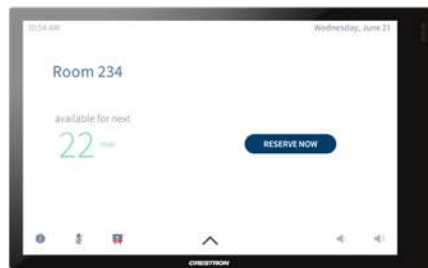 10:54 AM
Wednesday, June 21
Room 234
available for next
22 min
RESERVE NOW
CRESTRON